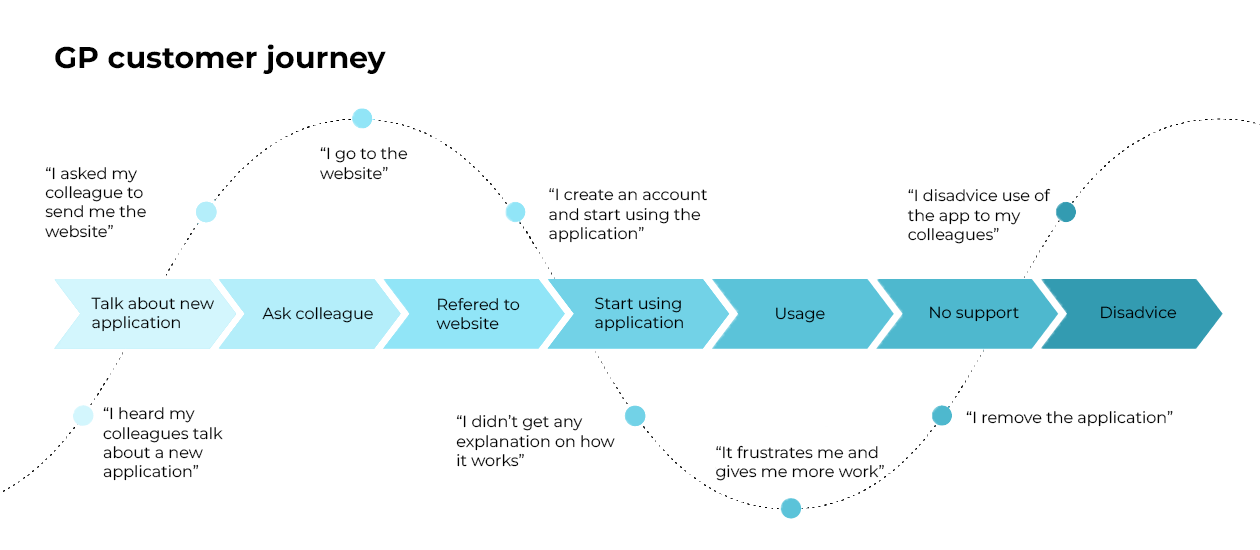 GP customer journey
“I asked my
colleague to
send me the
website”
“I go to the
website”
“I create an account
and start using the
application”
“I disadvice use of
the app to my
colleagues”
Talk about new
application
Ask colleague
Refered to
website
Start using
application
Usage
No support
Disadvice
“I heard my
colleagues talk
about a new
application”
“I didn’t get any
explanation on how
it works”
“It frustrates me and
gives me more work”
“I remove the application”